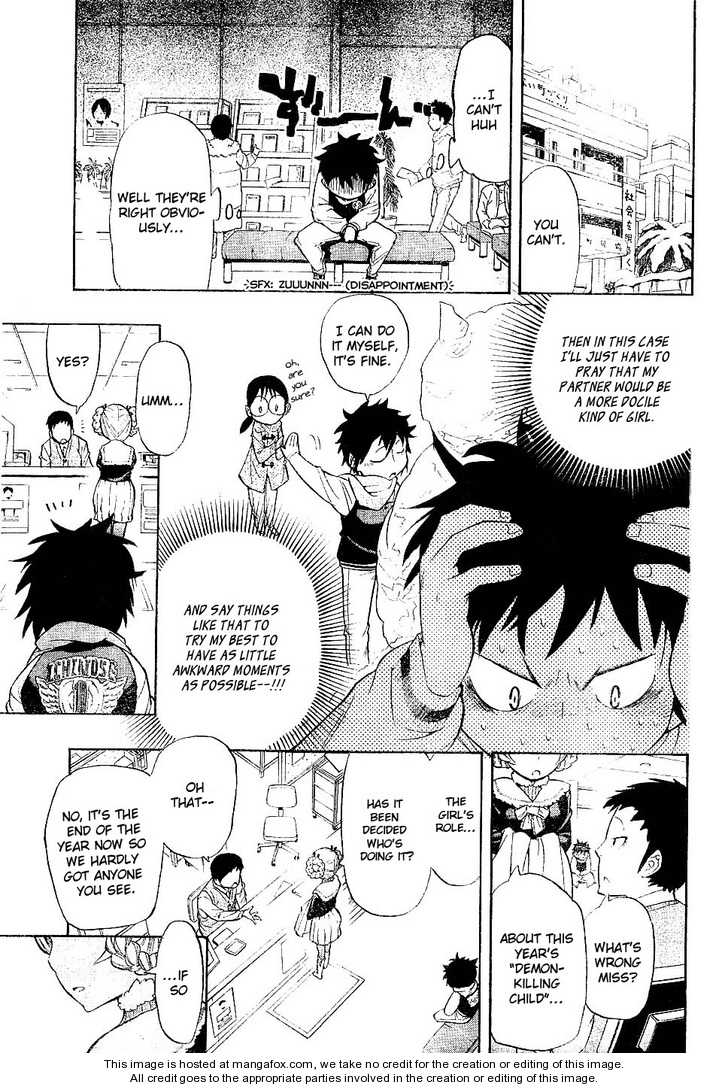 YOU
CAN'T.
...I
CAN'T
HUH
ずーん
WELL THEY'RE
RIGHT OBVIO-
USLY...
SFX: ZUUUNNN--- (DISAPPOINTMENT)
THEN IN THIS CASE
I'LL JUST HAVE TO
PRAY THAT MY
PARTNER WOULD BE
A MORE DOCILE
KIND OF GIRL.
I CAN DO
IT MYSELF,
IT'S FINE.
oh,
are
you
sure?
AND SAY THINGS
LIKE THAT TO
TRY MY BEST TO
HAVE AS LITTLE
AWKWARD MOMENTS
AS POSSIBLE--!!!
UMM...
YES?
ICHINOSE
WHAT'S
WRONG
MISS?
ABOUT THIS
YEAR'S
"DEMON-
KILLING
CHILD"...
THE
GIRL'S
ROLE...
HAS IT
BEEN
DECIDED
WHO'S
DOING IT?
OH
THAT--
NO, IT'S THE
END OF THE
YEAR NOW SO
WE HARDLY
GOT ANYONE
YOU SEE.
...IF
SO
This image is hosted at mangafox.com, we take no credit for the creation or editing of this image.
All credit goes to the appropriate parties involved in creation or editing of this image.